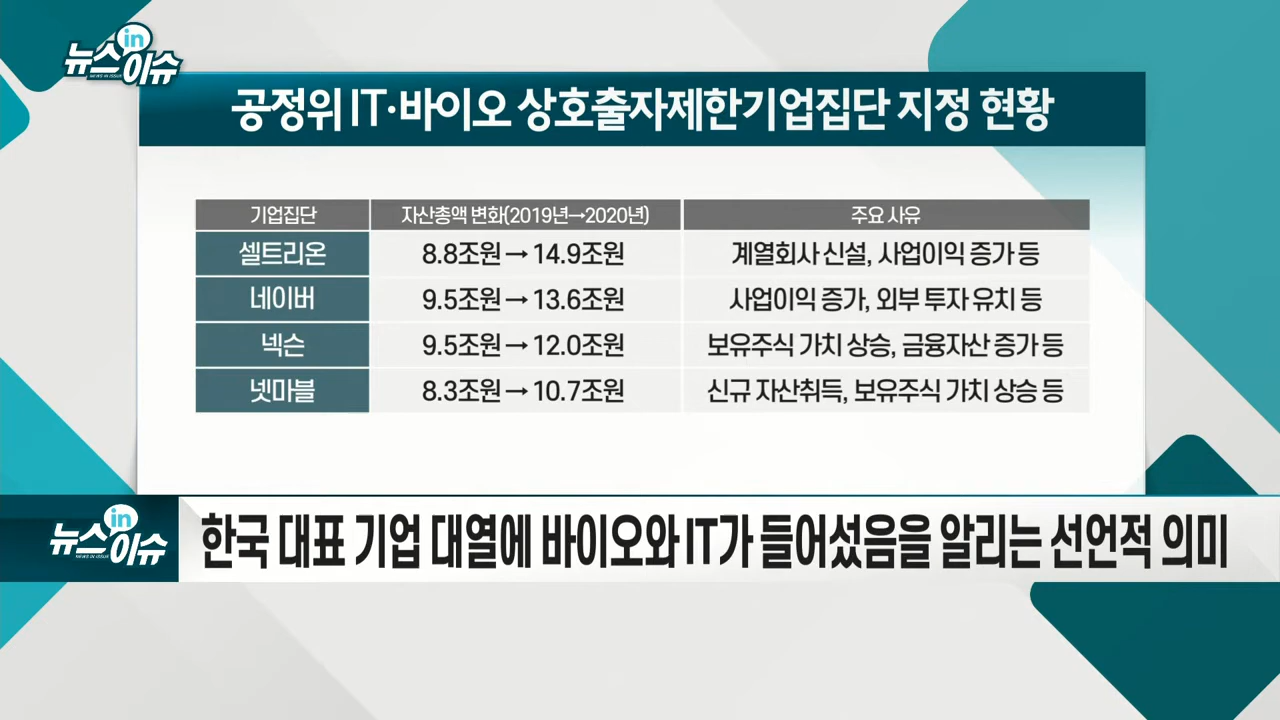 뉴스in이슈
NEWS IN ISSUE
공정위 IT·바이오 상호출자제한기업집단 지정 현황
기업집단 자산총액 변화(2019년→2020년) 주요 사유
셀트리온 8.8조원 → 14.9조원 계열회사 신설, 사업이익 증가 등
네이버 9.5조원 → 13.6조원 사업이익 증가, 외부 투자 유치 등
넥슨 9.5조원 → 12.0조원 보유주식 가치 상승, 금융자산 증가 등
넷마블 8.3조원 → 10.7조원 신규 자산취득, 보유주식 가치 상승 등
뉴스in이슈
NEWS IN ISSUE
한국 대표 기업 대열에 바이오와 IT가 들어섰음을 알리는 선언적 의미